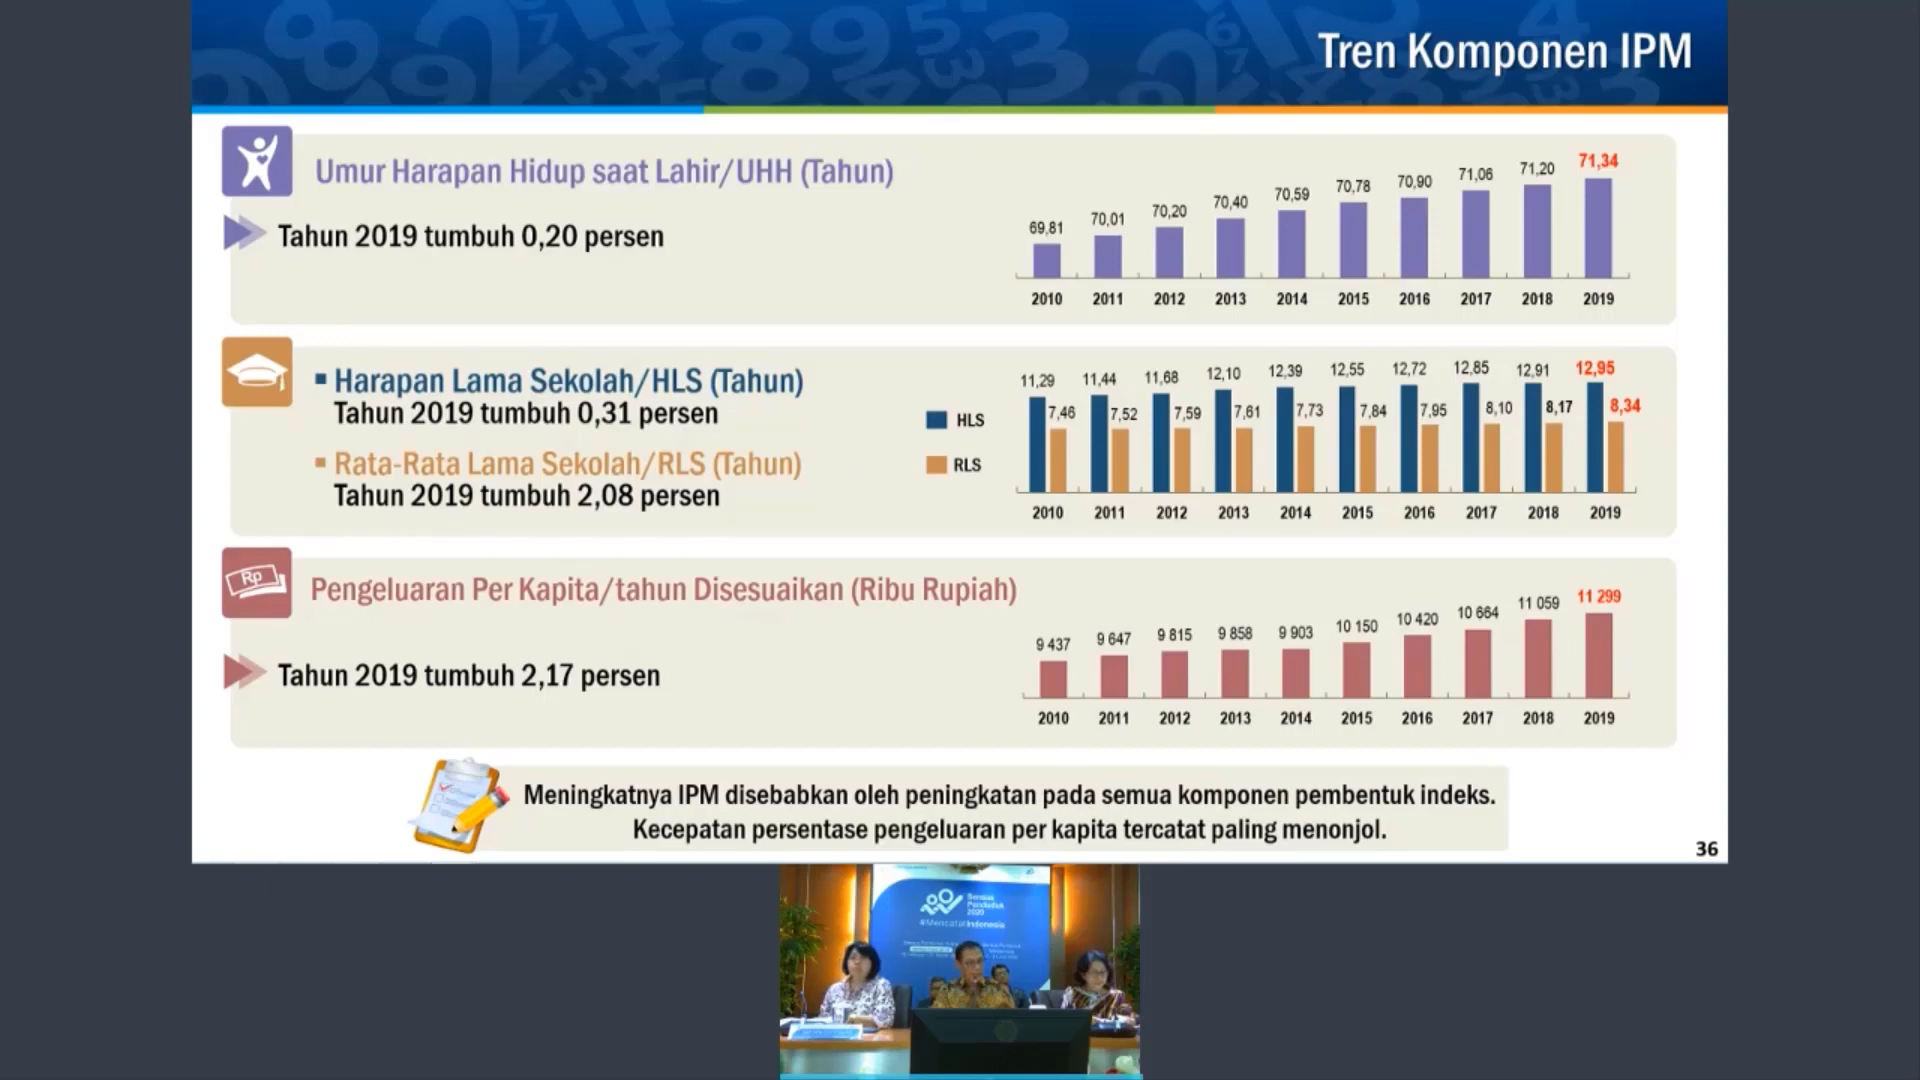 Tren Komponen IPM
Umur Harapan Hidup saat Lahir/UHH (Tahun)
Tahun 2019 tumbuh 0,20 persen
69,81 70,01 70,20 70,40 70,59 70,78 70,90 71,06 71,20 71,34
2010 2011 2012 2013 2014 2015 2016 2017 2018 2019
▪ Harapan Lama Sekolah/HLS (Tahun)
Tahun 2019 tumbuh 0,31 persen
▪ Rata-Rata Lama Sekolah/RLS (Tahun)
Tahun 2019 tumbuh 2,08 persen
HLS
RLS
11,29 11,44 11,68 12,10 12,39 12,55 12,72 12,85 12,91 12,95
7,46 7,52 7,59 7,61 7,73 7,84 7,95 8,10 8,17 8,34
2010 2011 2012 2013 2014 2015 2016 2017 2018 2019
Rp
Pengeluaran Per Kapita/tahun Disesuaikan (Ribu Rupiah)
Tahun 2019 tumbuh 2,17 persen
9 437 9 647 9 815 9 858 9 903 10 150 10 420 10 664 11 059 11 299
2010 2011 2012 2013 2014 2015 2016 2017 2018 2019
Meningkatnya IPM disebabkan oleh peningkatan pada semua komponen pembentuk indeks.
Kecepatan persentase pengeluaran per kapita tercatat paling menonjol.
36
Sensus
Penduduk
2020
#MencatatIndonesia